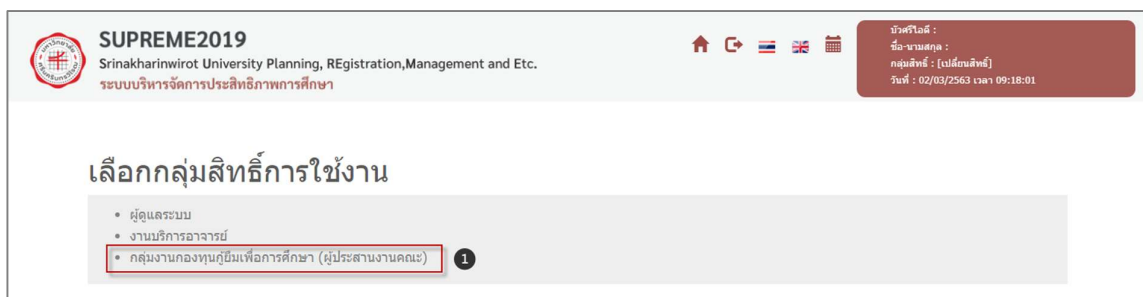 SUPREME2019
Srinakharinwirot University Planning, REgistration,Management and Etc.
ระบบบริหารจัดการประสิทธิภาพการศึกษา
บัวศรีไอดี :
ชื่อ-นามสกุล :
กลุ่มสิทธิ์ : [เปลี่ยนสิทธิ์]
วันที่ : 02/03/2563 เวลา 09:18:01
เลือกกลุ่มสิทธิ์การใช้งาน
• ผู้ดูแลระบบ
• งานบริการอาจารย์
• กลุ่มงานกองทุนกู้ยืมเพื่อการศึกษา (ผู้ประสานงานคณะ) 1